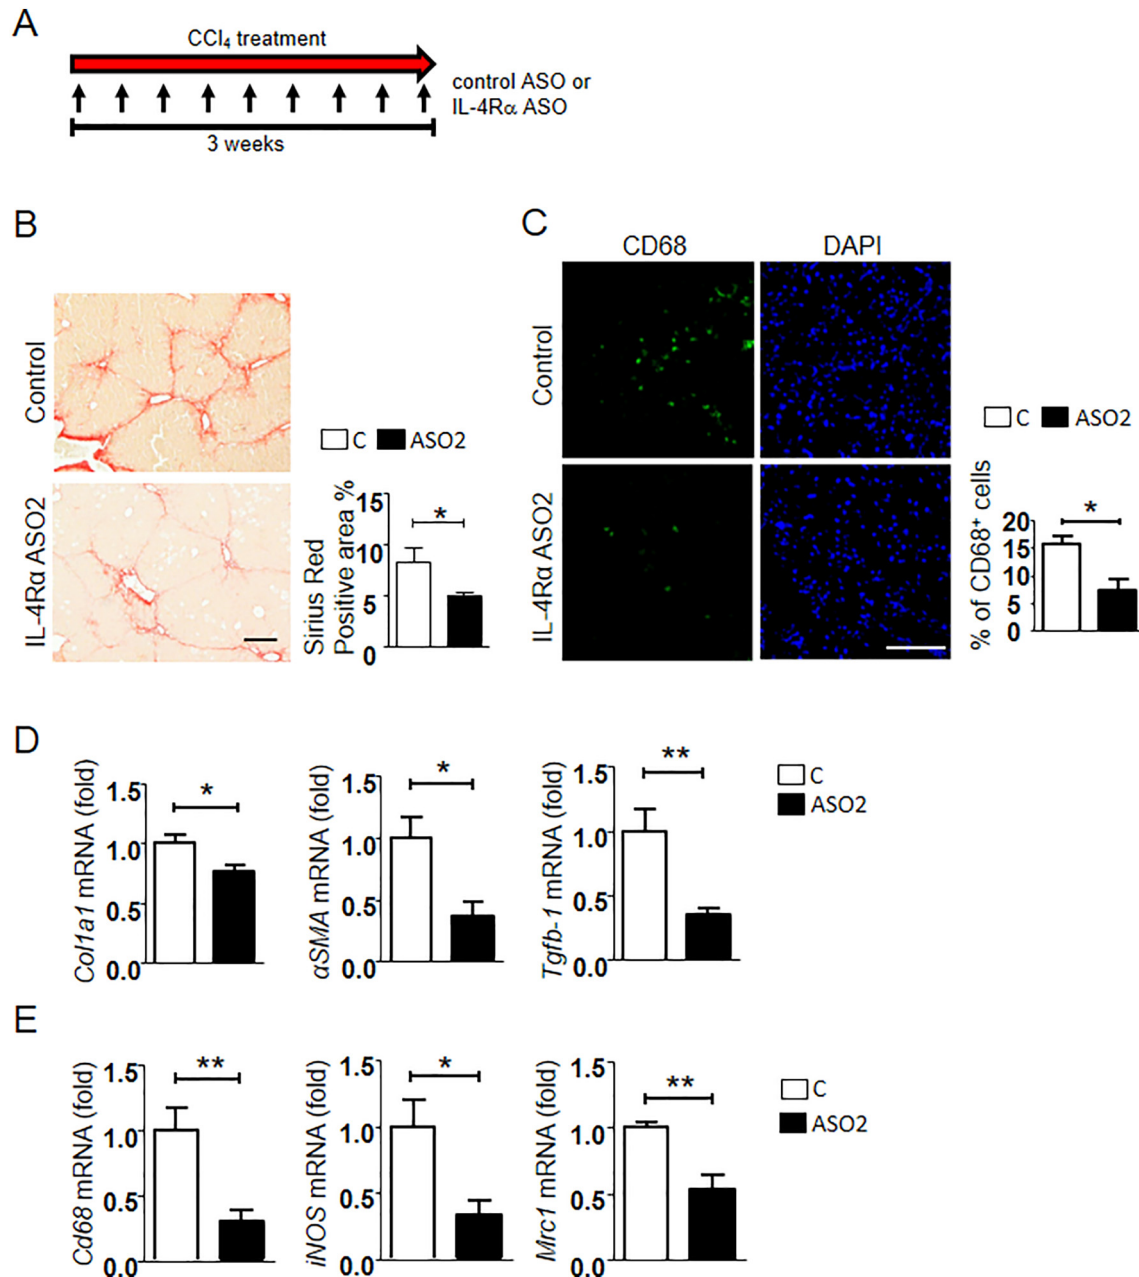 A
CCl₄ treatment
control ASO or
IL-4Rα ASO
3 weeks
B
Control
IL-4Rα ASO2
C ASO2
Sirius Red
Positive area %
15
10
5
0
*
C
CD68 DAPI
Control
IL-4Rα ASO2
C ASO2
% of CD68⁺ cells
20
15
10
5
0
*
D
Col1a1 mRNA (fold)
1.5
1.0
0.5
0.0
*
αSMA mRNA (fold)
1.5
1.0
0.5
0.0
*
Tgfb-1 mRNA (fold)
1.5
1.0
0.5
0.0
**
C
ASO2
E
Cd68 mRNA (fold)
1.5
1.0
0.5
0.0
**
iNOS mRNA (fold)
1.5
1.0
0.5
0.0
*
Mrc1 mRNA (fold)
1.5
1.0
0.5
0.0
**
C
ASO2